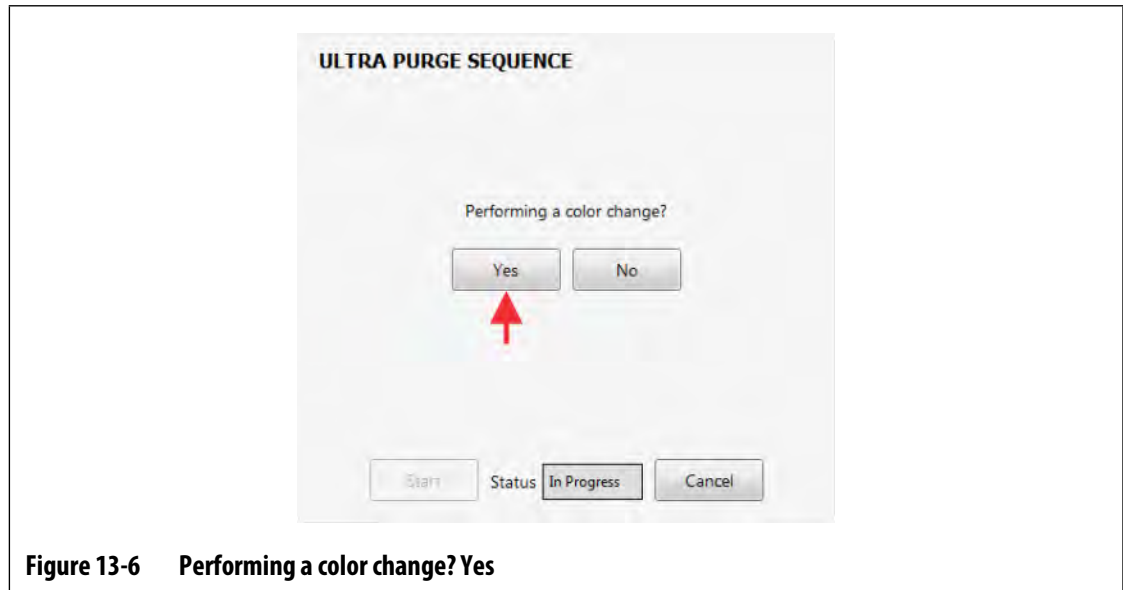 ULTRA PURGE SEQUENCE
Performing a color change?
Yes No
Start Status In Progress Cancel
Figure 13-6 Performing a color change? Yes